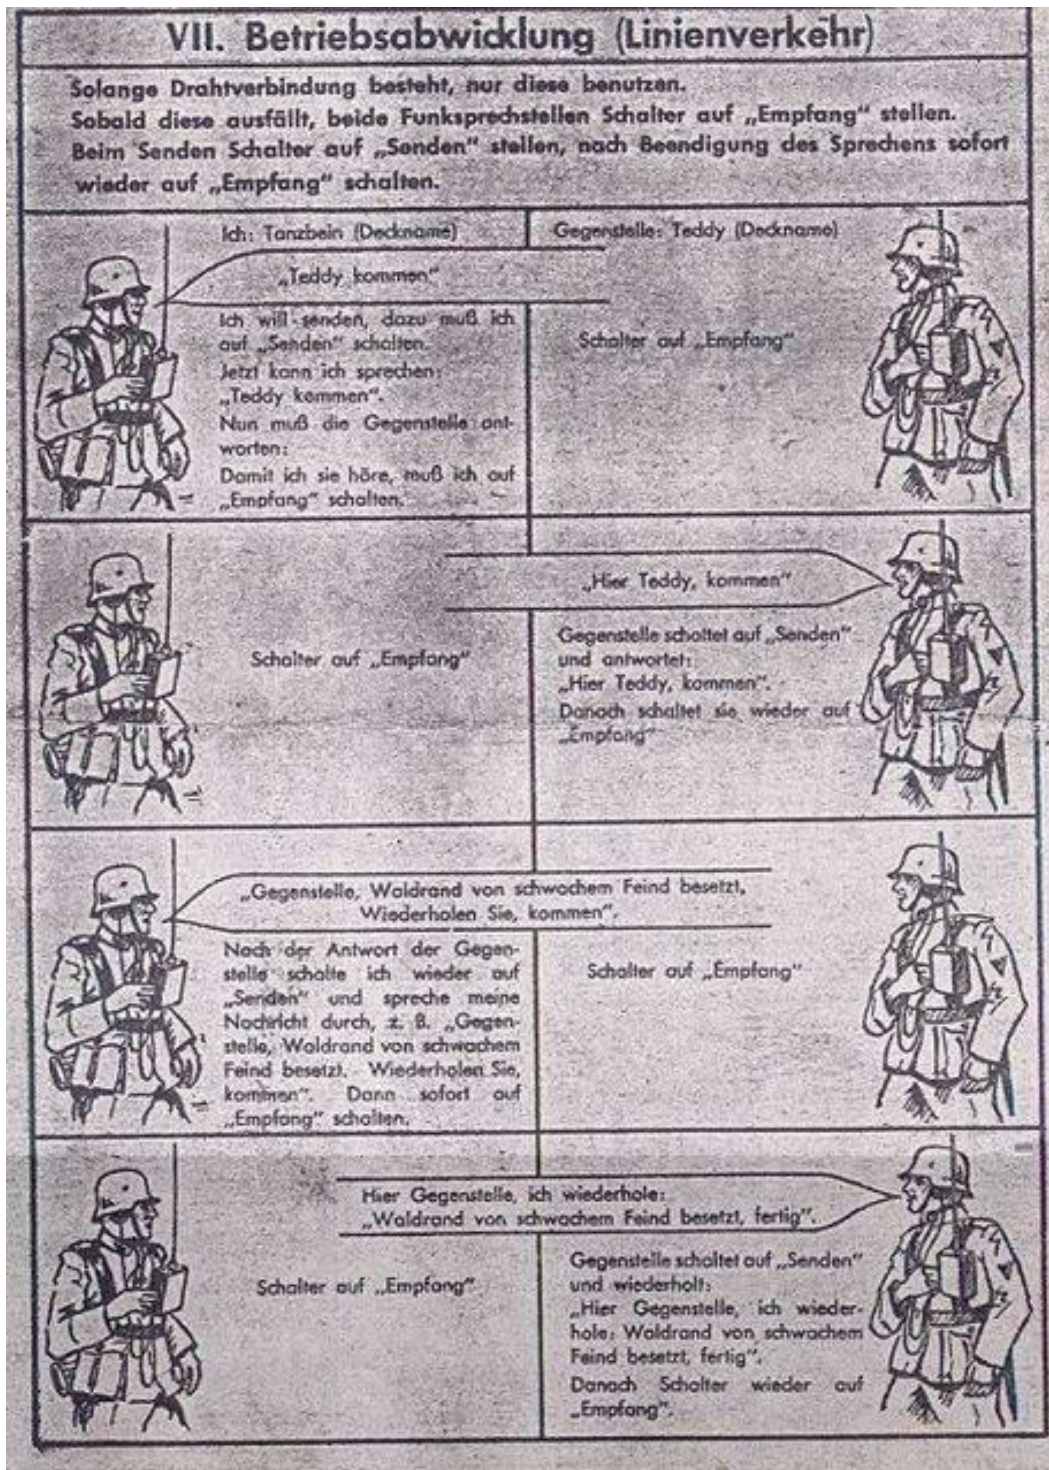 VII. Betriebsabwicklung (Linienverkehr)
Solange Drahtverbindung besteht, nur diese benutzen.
Sobald diese ausfällt, beide Funksprechstellen Schalter auf „Empfang“ stellen.
Beim Senden Schalter auf „Senden“ stellen, nach Beendigung des Sprechens sofort
wieder auf „Empfang“ schalten.
Ich: Tanzbein (Deckname)
„Teddy kommen“
Ich will senden, dazu muß ich
auf „Senden“ schalten.
Jetzt kann ich sprechen:
„Teddy kommen“.
Nun muß die Gegenstelle ant-
worten:
Damit ich sie höre, muß ich auf
„Empfang“ schalten.
Gegenstelle: Teddy (Deckname)
Schalter auf „Empfang“
„Hier Teddy, kommen“
Schalter auf „Empfang“
Gegenstelle schaltet auf „Senden“
und antwortet:
„Hier Teddy, kommen“.
Danach schaltet sie wieder auf
„Empfang“
„Gegenstelle, Waldrand von schwachem Feind besetzt,
Wiederholen Sie, kommen“.
Nach der Antwort der Gegen-
stelle schalte ich wieder auf
„Senden“ und spreche meine
Nachricht durch, z. B. „Gegen-
stelle, Waldrand von schwachem
Feind besetzt. Wiederholen Sie,
kommen“. Dann sofort auf
„Empfang“ schalten.
Schalter auf „Empfang“
Hier Gegenstelle, ich wiederhole:
„Waldrand von schwachem Feind besetzt, fertig“.
Schalter auf „Empfang“
Gegenstelle schaltet auf „Senden“
und wiederholt:
„Hier Gegenstelle, ich wieder-
hole: Waldrand von schwachem
Feind besetzt, fertig“.
Danach Schalter wieder auf
„Empfang“.